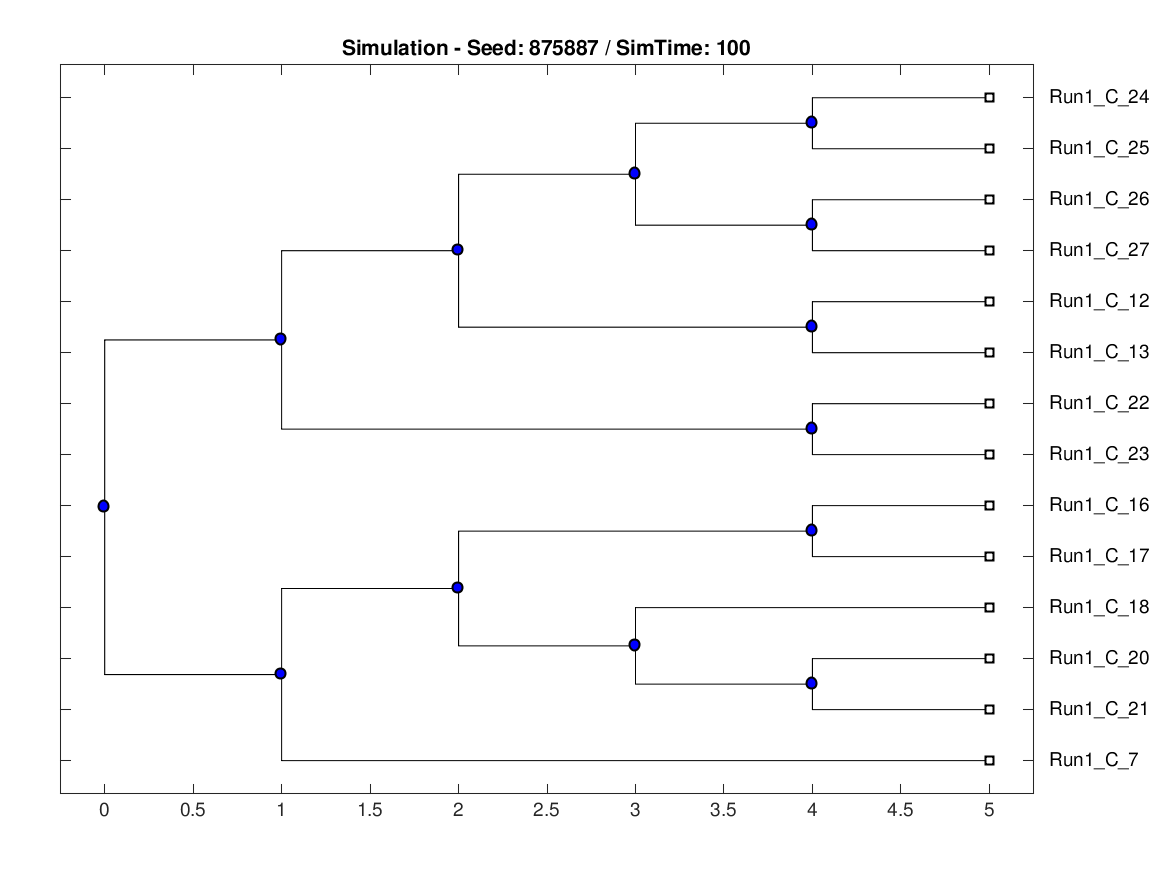 Simulation - Seed: 875887 / SimTime: 100
Run1_C_24
Run1_C_25
Run1_C_26
Run1_C_27
Run1_C_12
Run1_C_13
Run1_C_22
Run1_C_23
Run1_C_16
Run1_C_17
Run1_C_18
Run1_C_20
Run1_C_21
Run1_C_7
0 0.5 1 1.5 2 2.5 3 3.5 4 4.5 5